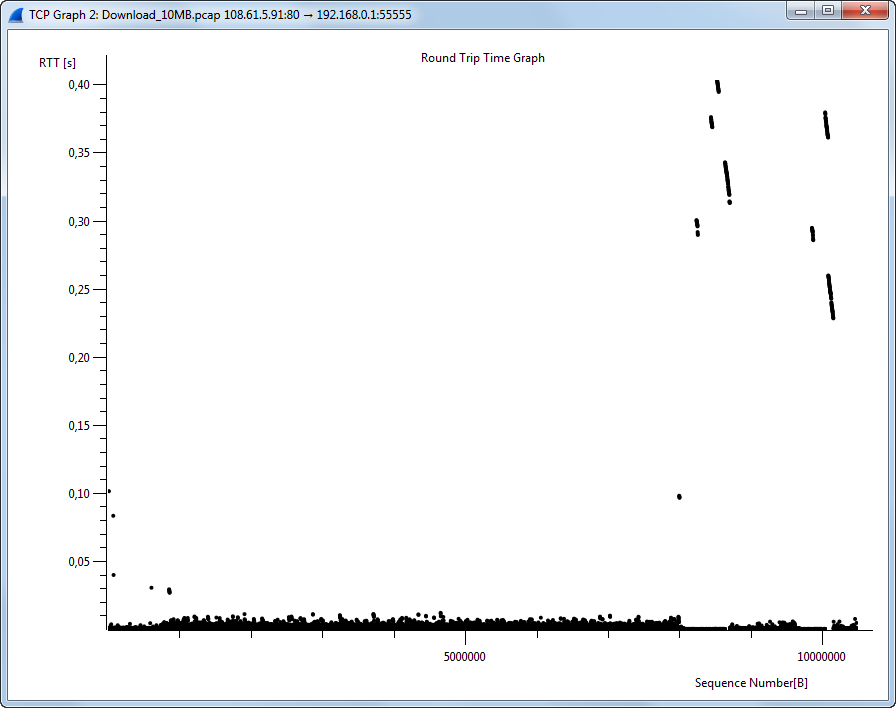 TCP Graph 2: Download_10MB.pcap 108.61.5.91:80 → 192.168.0.1:55555
Round Trip Time Graph
RTT [s]
0,40
0,35
0,30
0,25
0,20
0,15
0,10
0,05
5000000
10000000
Sequence Number[B]